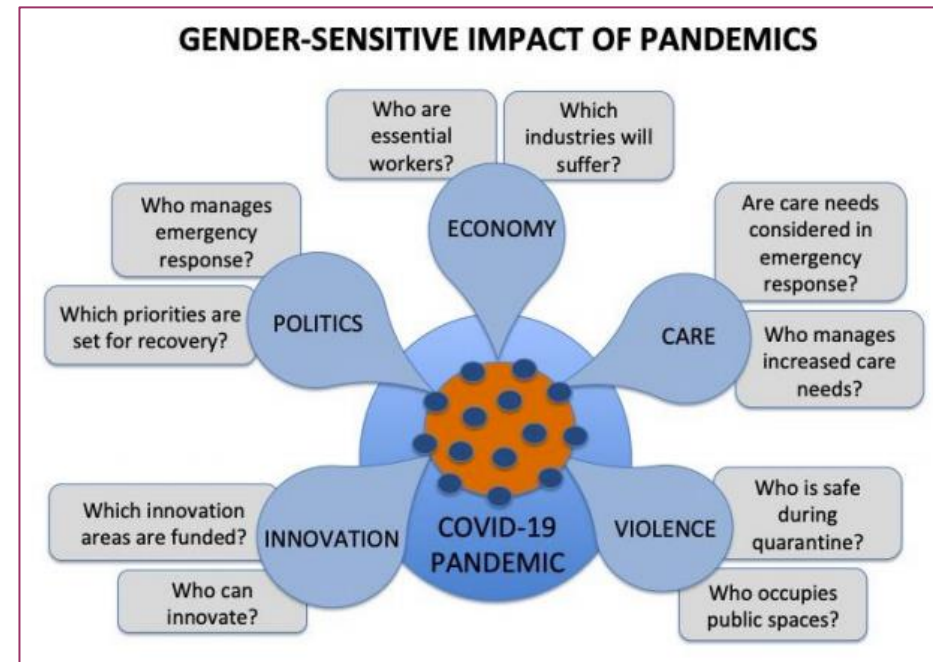 GENDER-SENSITIVE IMPACT OF PANDEMICS
Who are
essential
workers?
Which
industries will
suffer?
ECONOMY
Who manages
emergency
response?
Which priorities are
set for recovery?
POLITICS
Are care needs
considered in
emergency
response?
Who manages
increased care
needs?
CARE
Which innovation
areas are funded?
Who can
innovate?
INNOVATION
COVID-19
PANDEMIC
VIOLENCE
Who is safe
during
quarantine?
Who occupies
public spaces?